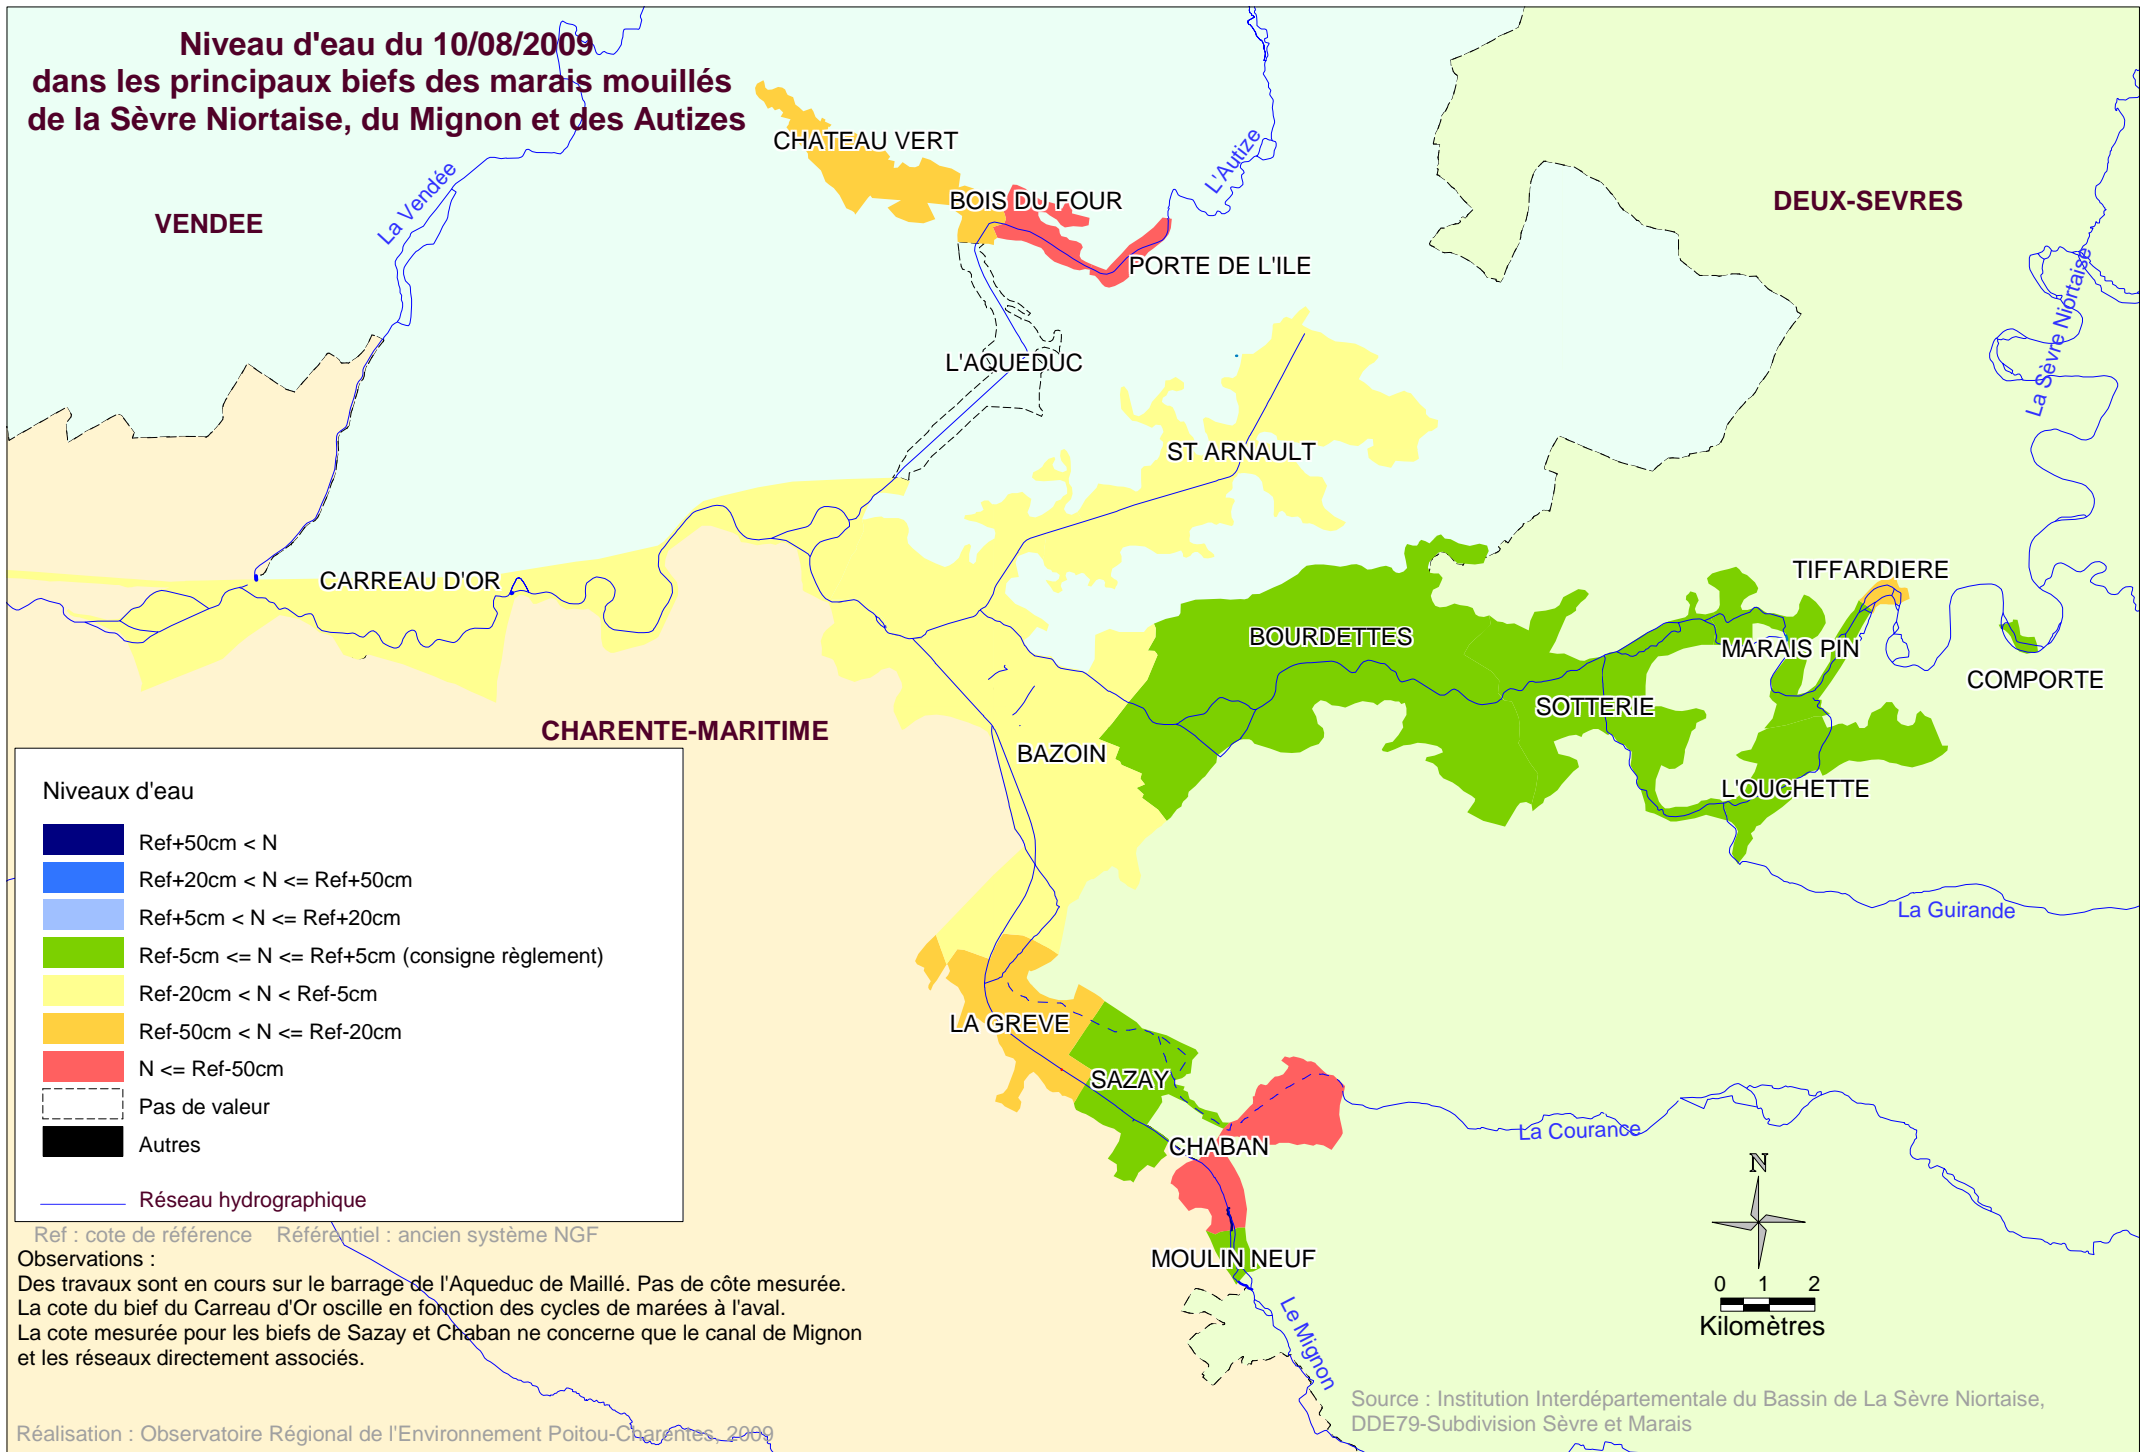 Niveau d'eau du 10/08/2009
dans les principaux biefs des marais mouillés
de la Sèvre Niortaise, du Mignon et des Autizes
CHATEAU VERT
L'Autize
La Vendée
BOIS DU FOUR
DEUX-SEVRES
VENDEE
PORTE DE L'ILE
La Sèvre Niortaise
L'AQUEDUC
ST ARNAULT
CARREAU D'OR
TIFFARDIERE
BOURDETTES
MARAIS PIN
COMPORTE
SOTTERIE
CHARENTE-MARITIME
BAZOIN
L'OUCHETTE
Niveaux d'eau
Ref+50cm < N
Ref+20cm < N <= Ref+50cm
Ref+5cm < N <= Ref+20cm
Ref-5cm <= N <= Ref+5cm (consigne règlement)
Ref-20cm < N < Ref-5cm
Ref-50cm < N <= Ref-20cm
N <= Ref-50cm
Pas de valeur
Autres
Réseau hydrographique
La Guirande
LA GREVE
SAZAY
CHABAN
La Courance
MOULIN NEUF
Le Mignon
N
0 1 2
Kilomètres
Ref : cote de référence Référentiel : ancien système NGF
Observations :
Des travaux sont en cours sur le barrage de l'Aqueduc de Maillé. Pas de côte mesurée.
La cote du bief du Carreau d'Or oscille en fonction des cycles de marées à l'aval.
La cote mesurée pour les biefs de Sazay et Chaban ne concerne que le canal de Mignon
et les réseaux directement associés.
Réalisation : Observatoire Régional de l'Environnement Poitou-Charentes, 2009
Source : Institution Interdépartementale du Bassin de La Sèvre Niortaise,
DDE79-Subdivision Sèvre et Marais